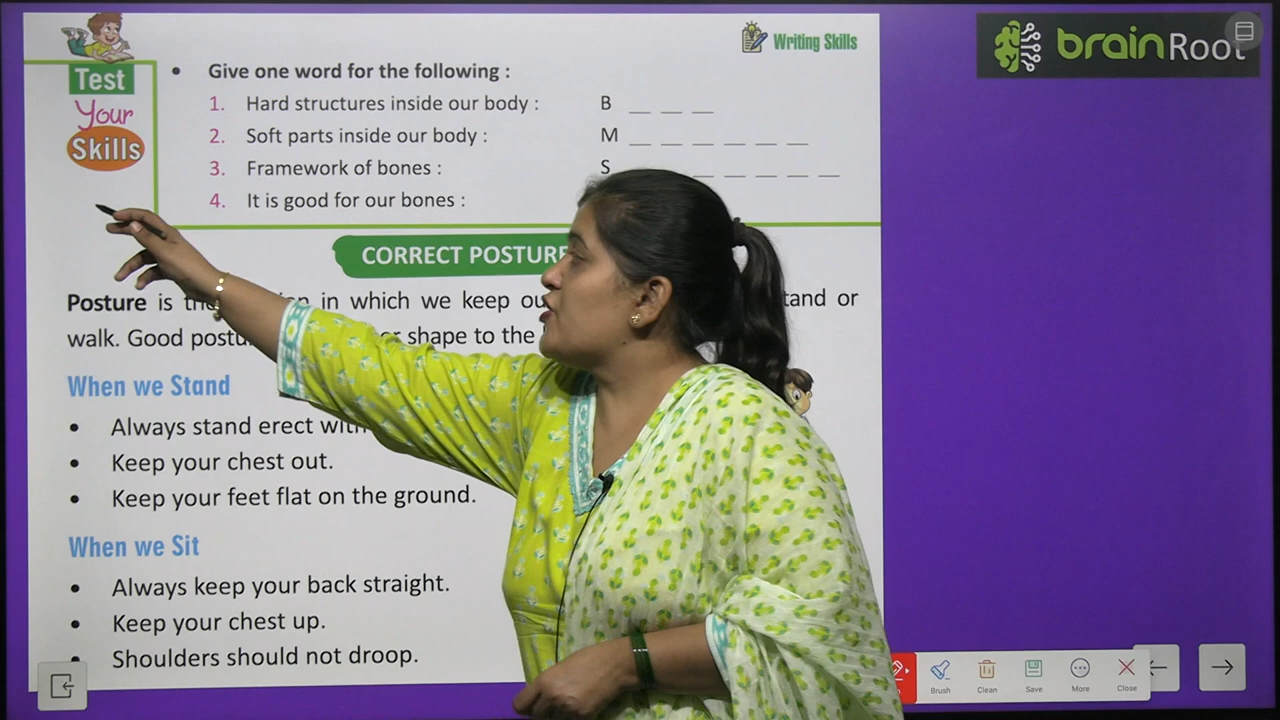 Writing Skills
brainRoot
Test
Your
Skills
• Give one word for the following :
1. Hard structures inside our body : B _ _ _
2. Soft parts inside our body : M _ _ _ _ _ _
3. Framework of bones : S _ _ _ _ _
4. It is good for our bones :
CORRECT POSTURE
Posture is the in which we keep or
walk. Good shape to the
When we Stand
• Always stand erect
• Keep your chest out.
• Keep your feet flat on the ground.
When we Sit
• Always keep your back straight.
• Keep your chest up.
• Shoulders should not droop.
Brush Clean Save More Close